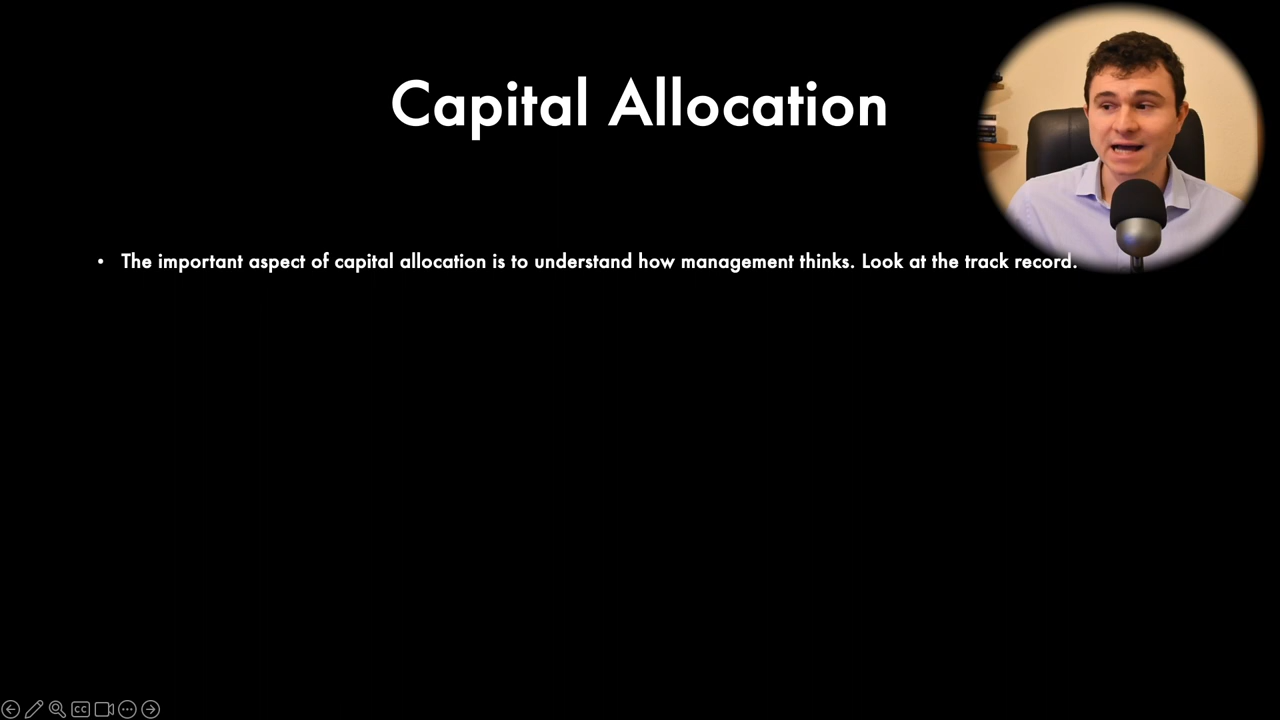 Capital Allocation
• The important aspect of capital allocation is to understand how management thinks. Look at the track record.
CC